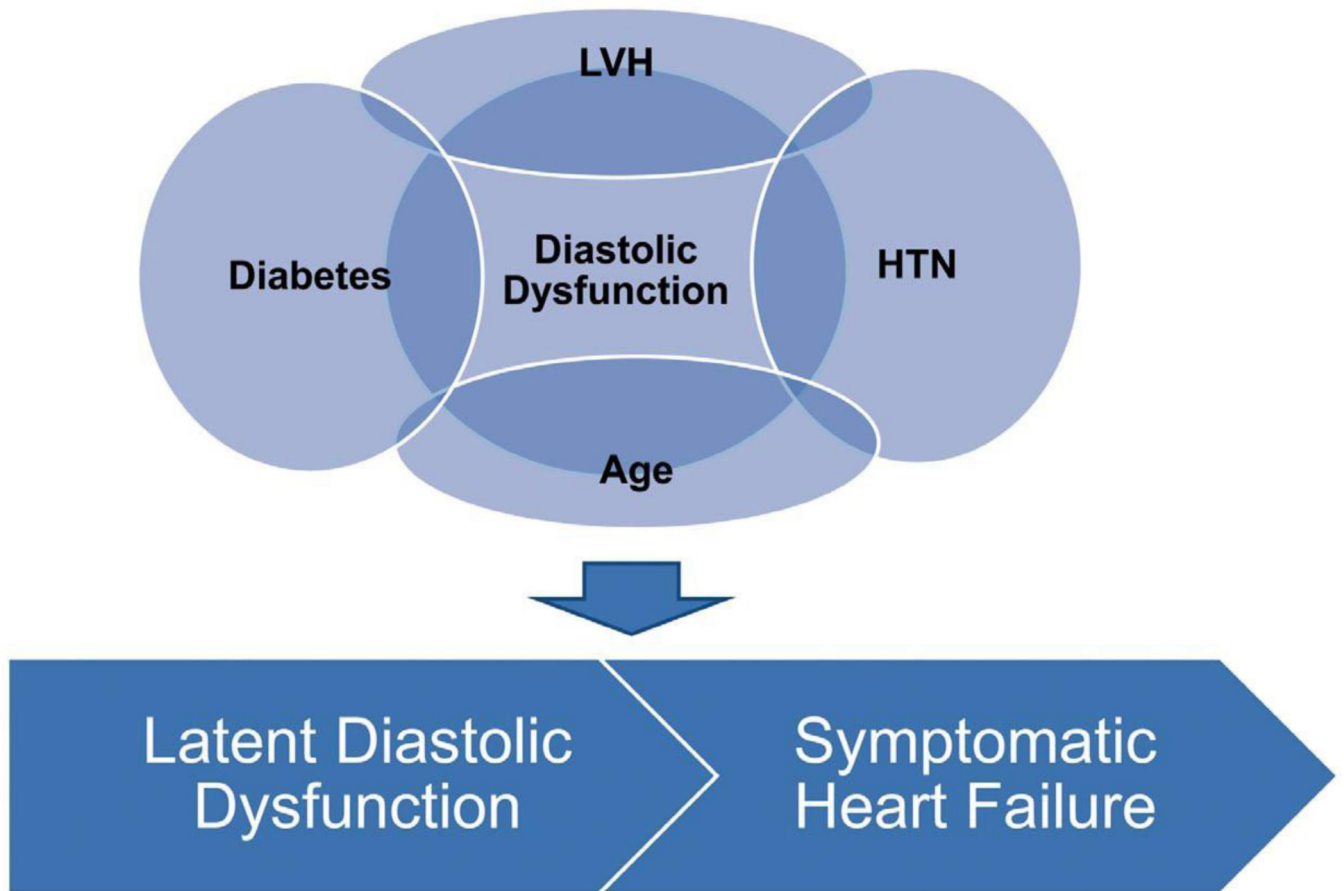 LVH
Diabetes
Diastolic
Dysfunction
HTN
Age
Latent Diastolic
Dysfunction
Symptomatic
Heart Failure